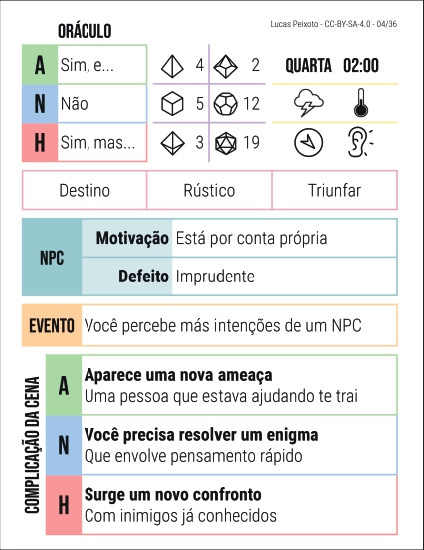 Lucas Peixoto - CC-BY-SA-4.0 - 04/36
ORÁCULO
A Sim, e... 4 2 QUARTA 02:00
N Não 5 12
H Sim, mas... 3 19
Destino Rústico Triunfar
NPC
Motivação Está por conta própria
Defeito Imprudente
EVENTO Você percebe más intenções de um NPC
COMPLICAÇÃO DA CENA
A
Aparece uma nova ameaça
Uma pessoa que estava ajudando te trai
N
Você precisa resolver um enigma
Que envolve pensamento rápido
H
Surge um novo confronto
Com inimigos já conhecidos